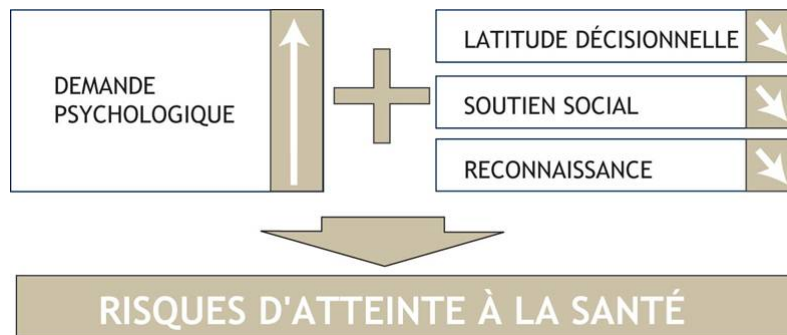 DEMANDE
PSYCHOLOGIQUE
LATITUDE DÉCISIONNELLE
SOUTIEN SOCIAL
RECONNAISSANCE
RISQUES D'ATTEINTE À LA SANTÉ